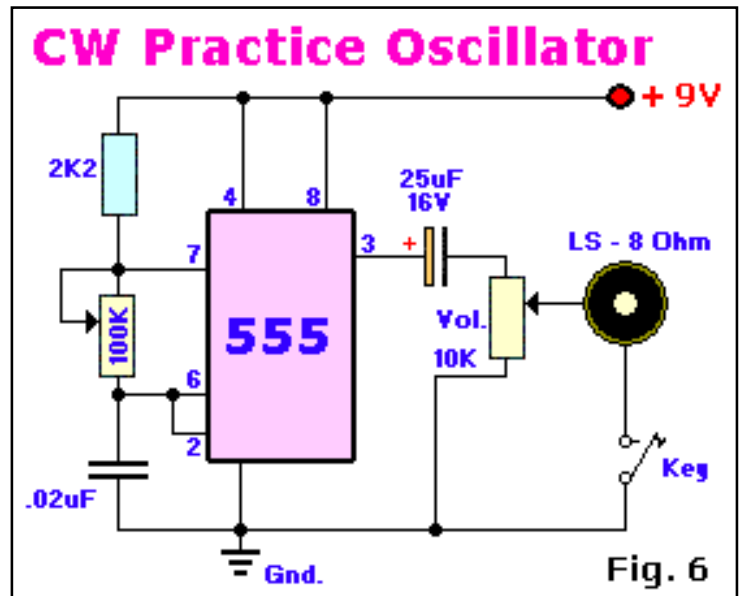 CW Practice Oscillator
+ 9V
2K2
4
8
25uF
16V
7
3
+
LS - 8 Ohm
100K
555
Vol.
10K
6
2
Key
.02uF
Gnd.
Fig. 6